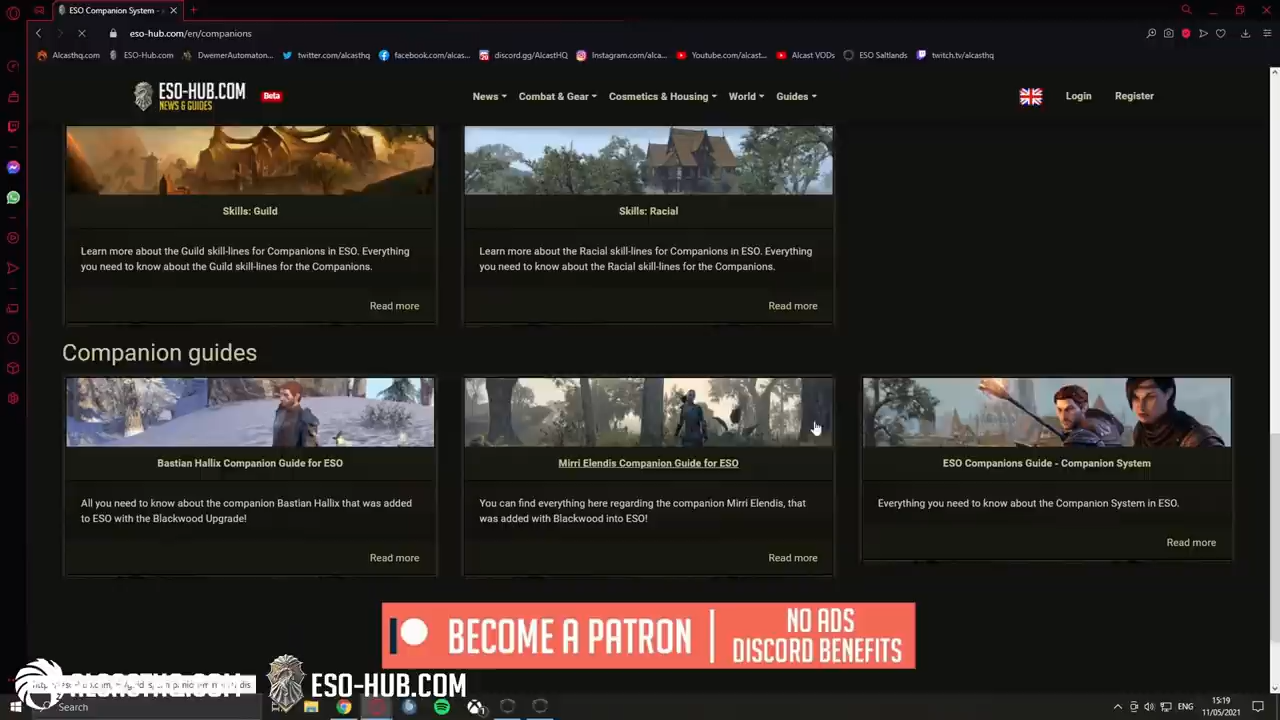 ESO Companion System -
eso-hub.com/en/companions
Alcasthq.com
ESO-Hub.com
DwemerAutomaton...
twitter.com/alcasthq
facebook.com/alcas...
discord.gg/AlcastHQ
Instagram.com/alca...
Youtube.com/alcast...
Alcast VODs
ESO Saltlands
twitch.tv/alcasthq
ESO-HUB.COM
NEWS & GUIDES
Beta
News
Combat & Gear
Cosmetics & Housing
World
Guides
Login
Register
Skills: Guild
Learn more about the Guild skill-lines for Companions in ESO. Everything
you need to know about the Guild skill-lines for the Companions.
Read more
Skills: Racial
Learn more about the Racial skill-lines for Companions in ESO. Everything
you need to know about the Racial skill-lines for the Companions.
Read more
Companion guides
Bastian Hallix Companion Guide for ESO
All you need to know about the companion Bastian Hallix that was added
to ESO with the Blackwood Upgrade!
Read more
Mirri Elendis Companion Guide for ESO
You can find everything here regarding the companion Mirri Elendis, that
was added with Blackwood into ESO!
Read more
ESO Companions Guide - Companion System
Everything you need to know about the Companion System in ESO.
Read more
BECOME A PATRON
NO ADS
DISCORD BENEFITS
ALCASTHQ.COM
ESO-HUB.COM
Search
ENG
15:19
11/05/2021